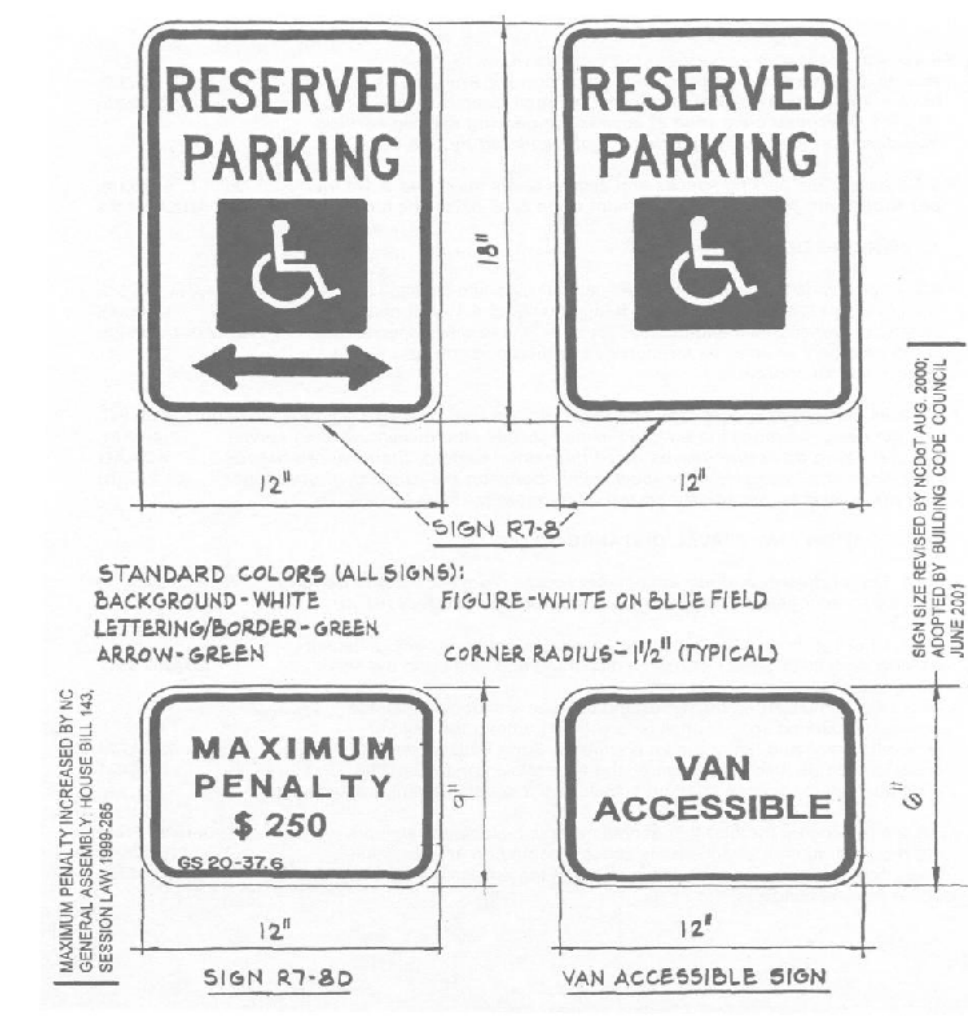 RESERVED
PARKING
RESERVED
PARKING
18"
12"
12"
SIGN R7-8
STANDARD COLORS (ALL SIGNS):
BACKGROUND-WHITE
FIGURE-WHITE ON BLUE FIELD
LETTERING/BORDER-GREEN
ARROW-GREEN
CORNER RADIUS-1 1/2" (TYPICAL)
SIGN SIZE REVISED BY NCDoT AUG. 2000;
ADOPTED BY BUILDING CODE COUNCIL
JUNE 2001
MAXIMUM PENALTY INCREASED BY NC
GENERAL ASSEMBLY; HOUSE BILL 143,
SESSION LAW 1999-265
MAXIMUM
PENALTY
$ 250
GS 20-37.6
9"
VAN
ACCESSIBLE
6"
12"
12"
SIGN R7-8D
VAN ACCESSIBLE SIGN